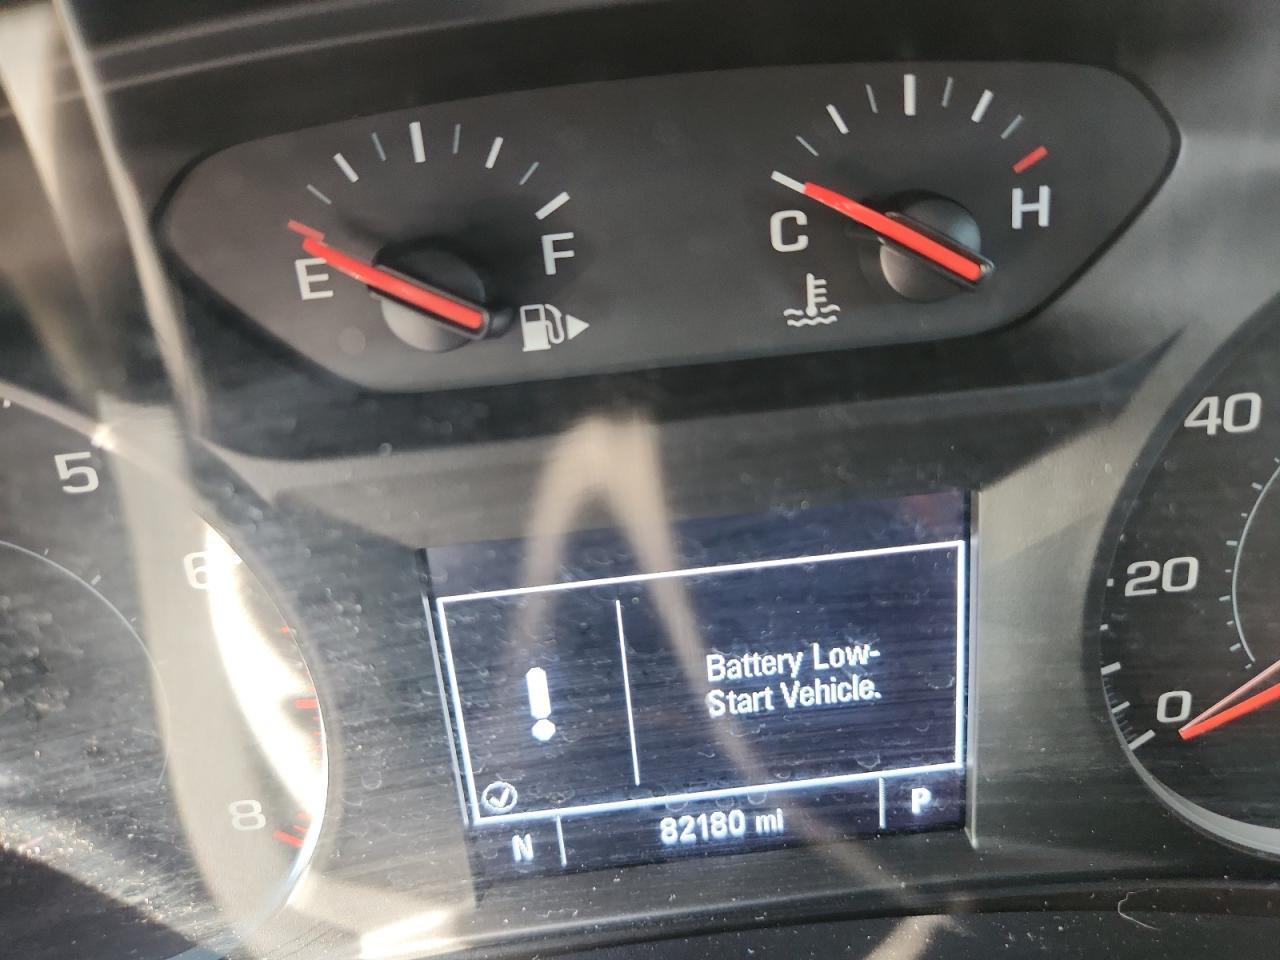 E
F
C
H
5
6
8
40
20
0
Battery Low-
Start Vehicle.
N
82180 mi
P